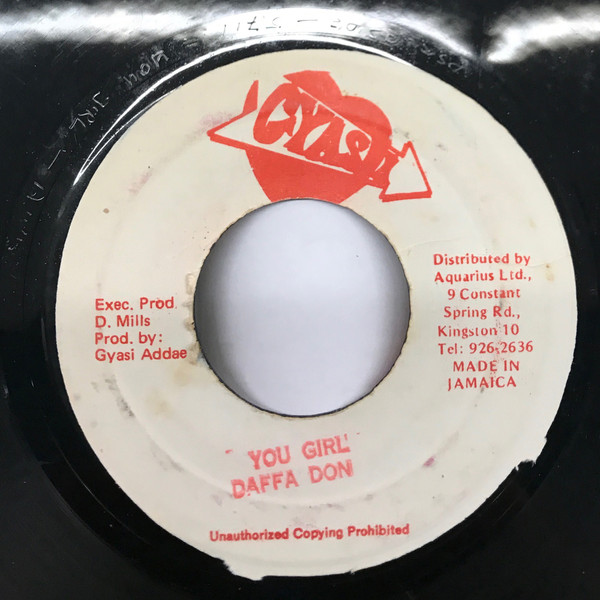 GYASI
Exec. Prod.
D. Mills
Prod. by:
Gyasi Addae
Distributed by
Aquarius Ltd.,
9 Constant
Spring Rd.,
Kingston 10
Tel: 926-2636
MADE IN
JAMAICA
YOU GIRL
DAFFA DON
Unauthorized Copying Prohibited